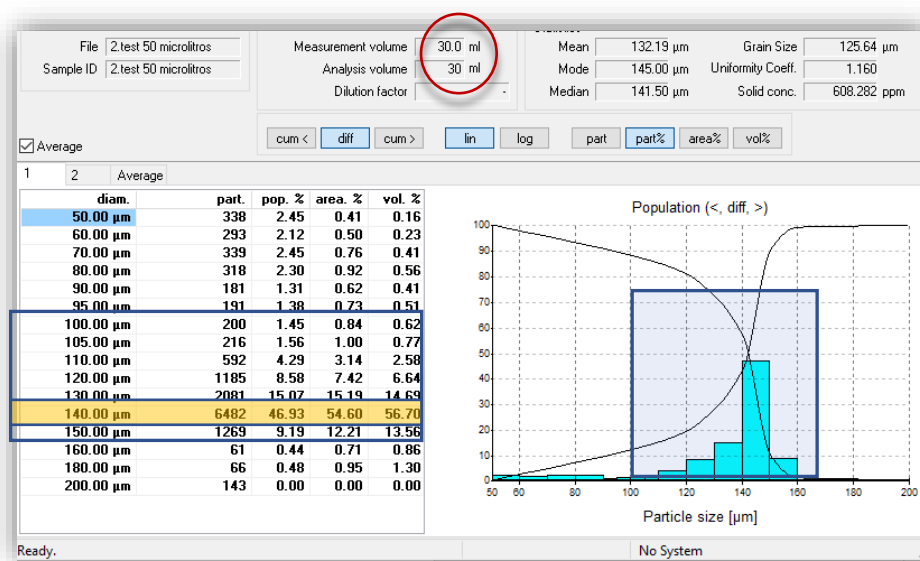 File 2.test 50 microlitros
Sample ID 2.test 50 microlitros
Measurement volume 30.0 ml
Analysis volume 30 ml
Dilution factor -
Mean 132.19 µm Grain Size 125.64 µm
Mode 145.00 µm Uniformity Coeff. 1.160
Median 141.50 µm Solid conc. 608.282 ppm
Average
cum < diff cum > lin log part part% area% vol%
1 2 Average
diam. part. pop. % area. % vol. %
50.00 µm 338 2.45 0.41 0.16
60.00 µm 293 2.12 0.50 0.23
70.00 µm 339 2.45 0.76 0.41
80.00 µm 318 2.30 0.92 0.56
90.00 µm 181 1.31 0.62 0.41
95.00 µm 191 1.38 0.73 0.51
100.00 µm 200 1.45 0.84 0.62
105.00 µm 216 1.56 1.00 0.77
110.00 µm 592 4.29 3.14 2.58
120.00 µm 1185 8.58 7.42 6.64
130.00 µm 2081 15.07 15.19 14.69
140.00 µm 6482 46.93 54.60 56.70
150.00 µm 1269 9.19 12.21 13.56
160.00 µm 61 0.44 0.71 0.86
180.00 µm 66 0.48 0.95 1.30
200.00 µm 143 0.00 0.00 0.00
Population (<, diff, >)
100
90
80
70
60
50
40
30
20
10
0
50 60 80 100 120 140 160 180 200
Particle size [µm]
Ready. No System